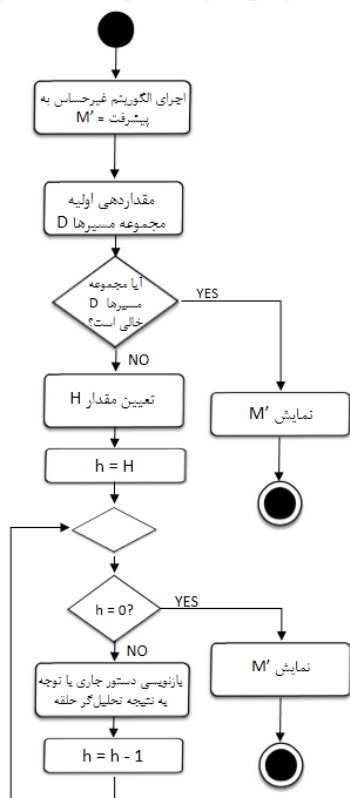 اجرای الگوریتم غیرحساس به
پیشرفت = M′
مقداردهی اولیه
مجموعه مسیرها D
آیا مجموعه
مسیرها D
خالی است؟
YES
NO
تعیین مقدار H
نمایش M′
h = H
h = 0?
YES
NO
بازنویسی دستور جاری با توجه
به نتیجه تحلیل‌گر حلقه
نمایش M′
h = h - 1